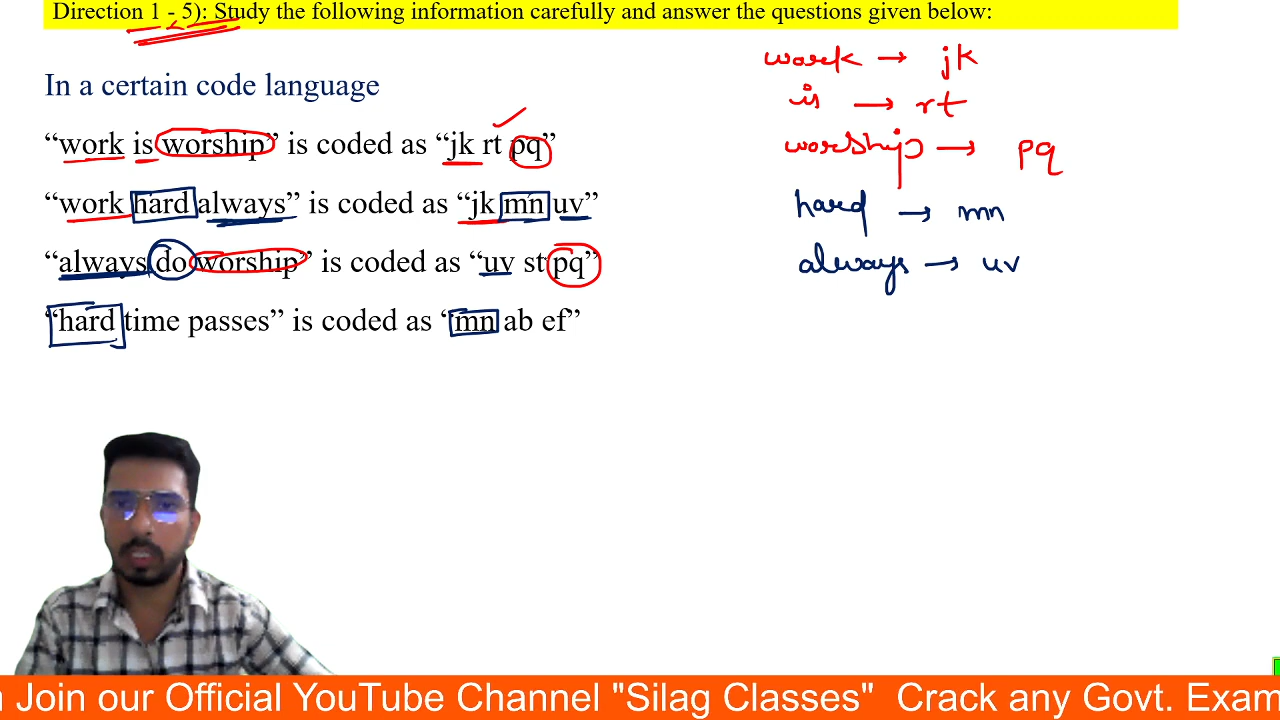 Direction 1 - 5): Study the following information carefully and answer the questions given below:
In a certain code language
“work is worship” is coded as “jk rt pq”
“work hard always” is coded as “jk mn uv”
“always do worship” is coded as “uv st pq”
“hard time passes” is coded as “mn ab ef”
work → jk
is → rt
worship → pq
hard → mn
always → uv
Join our Official YouTube Channel "Silag Classes" Crack any Govt. Exam